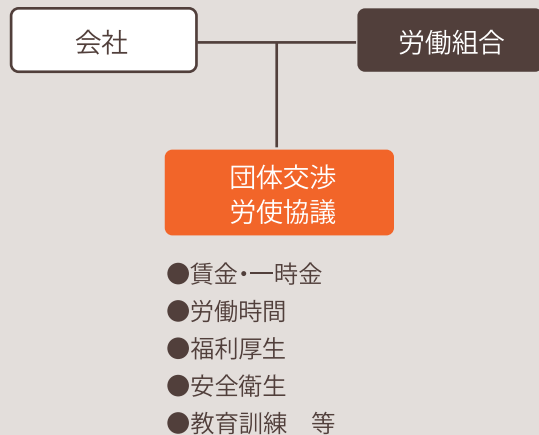 会社
労働組合
団体交渉
労使協議
●賃金・一時金
●労働時間
●福利厚生
●安全衛生
●教育訓練　等